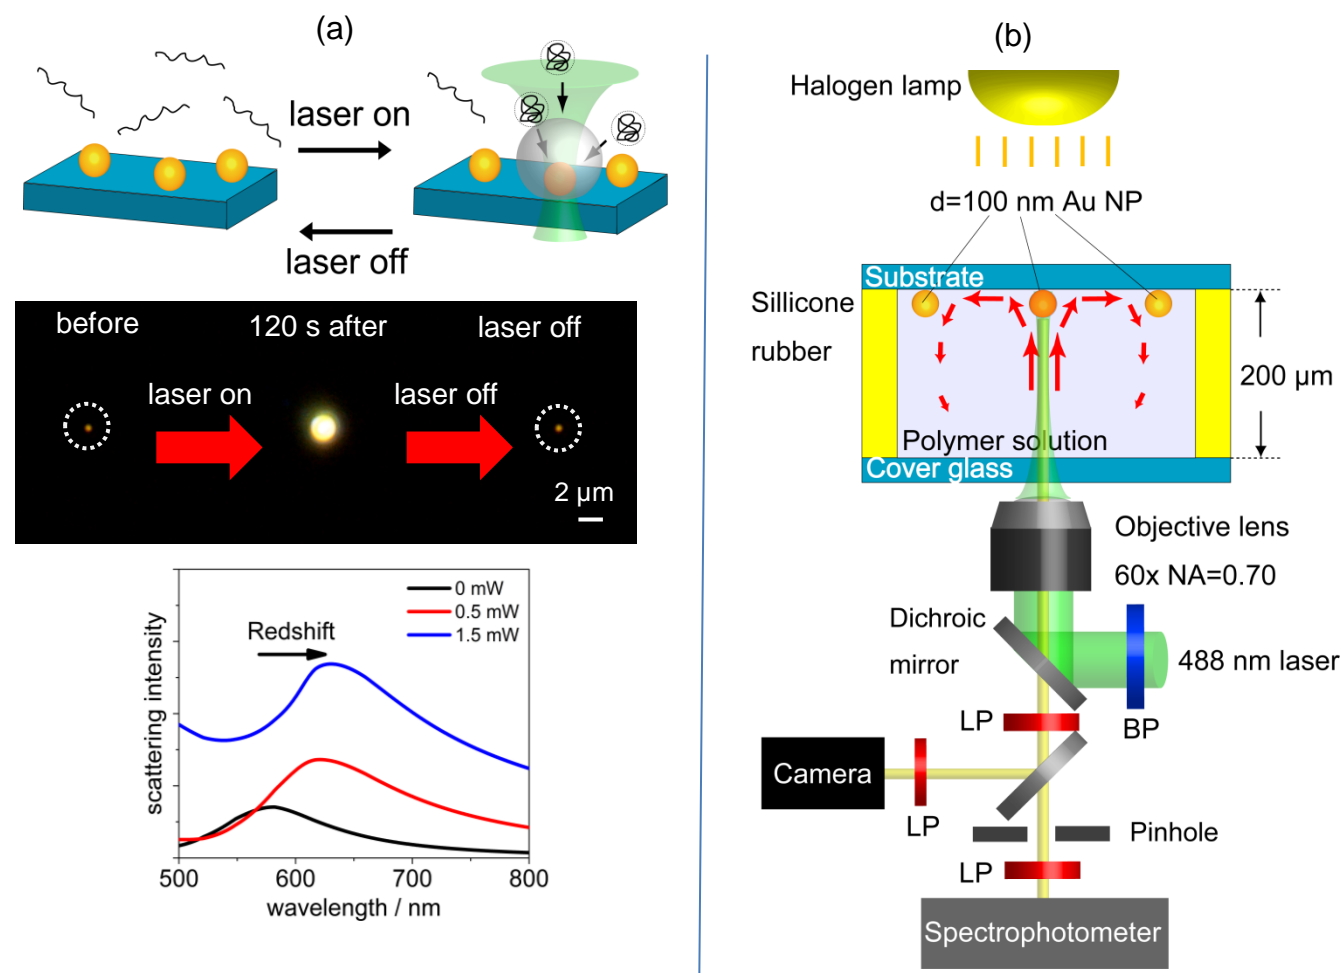 (a)
laser on
laser off
before
120 s after
laser off
laser on
laser off
2 µm
0 mW
0.5 mW
1.5 mW
Redshift
scattering intensity
500
600
700
800
wavelength / nm
(b)
Halogen lamp
d=100 nm Au NP
Substrate
Sillicone
rubber
200 µm
Polymer solution
Cover glass
Objective lens
60x NA=0.70
Dichroic
mirror
488 nm laser
LP
BP
Camera
LP
Pinhole
LP
Spectrophotometer